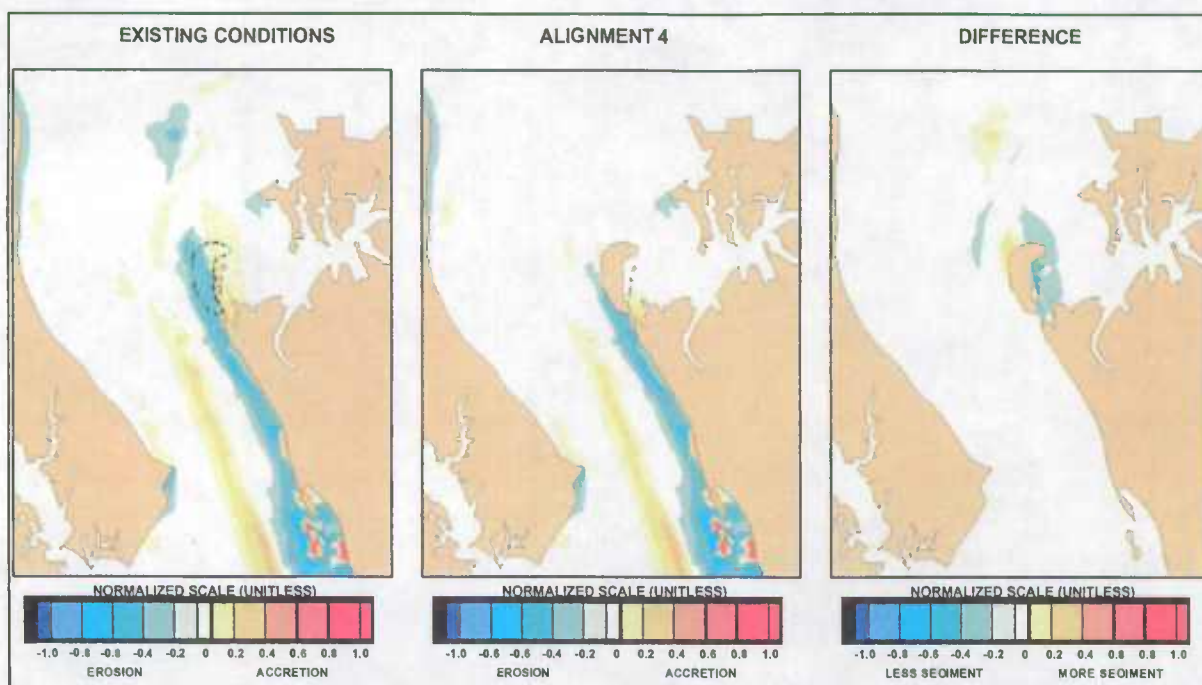 EXISTING CONDITIONS
ALIGNMENT 4
DIFFERENCE
NORMALIZED SCALE (UNITLESS)
-1.0 -0.8 -0.6 -0.4 -0.2 0 0.2 0.4 0.6 0.8 1.0
EROSION ACCRETION
NORMALIZED SCALE (UNITLESS)
-1.0 -0.8 -0.6 -0.4 -0.2 0 0.2 0.4 0.6 0.8 1.0
EROSION ACCRETION
NORMALIZED SCALE (UNITLESS)
-1.0 -0.8 -0.6 -0.4 -0.2 0 0.2 0.4 0.6 0.8 1.0
LESS SEDIMENT MORE SEDIMENT